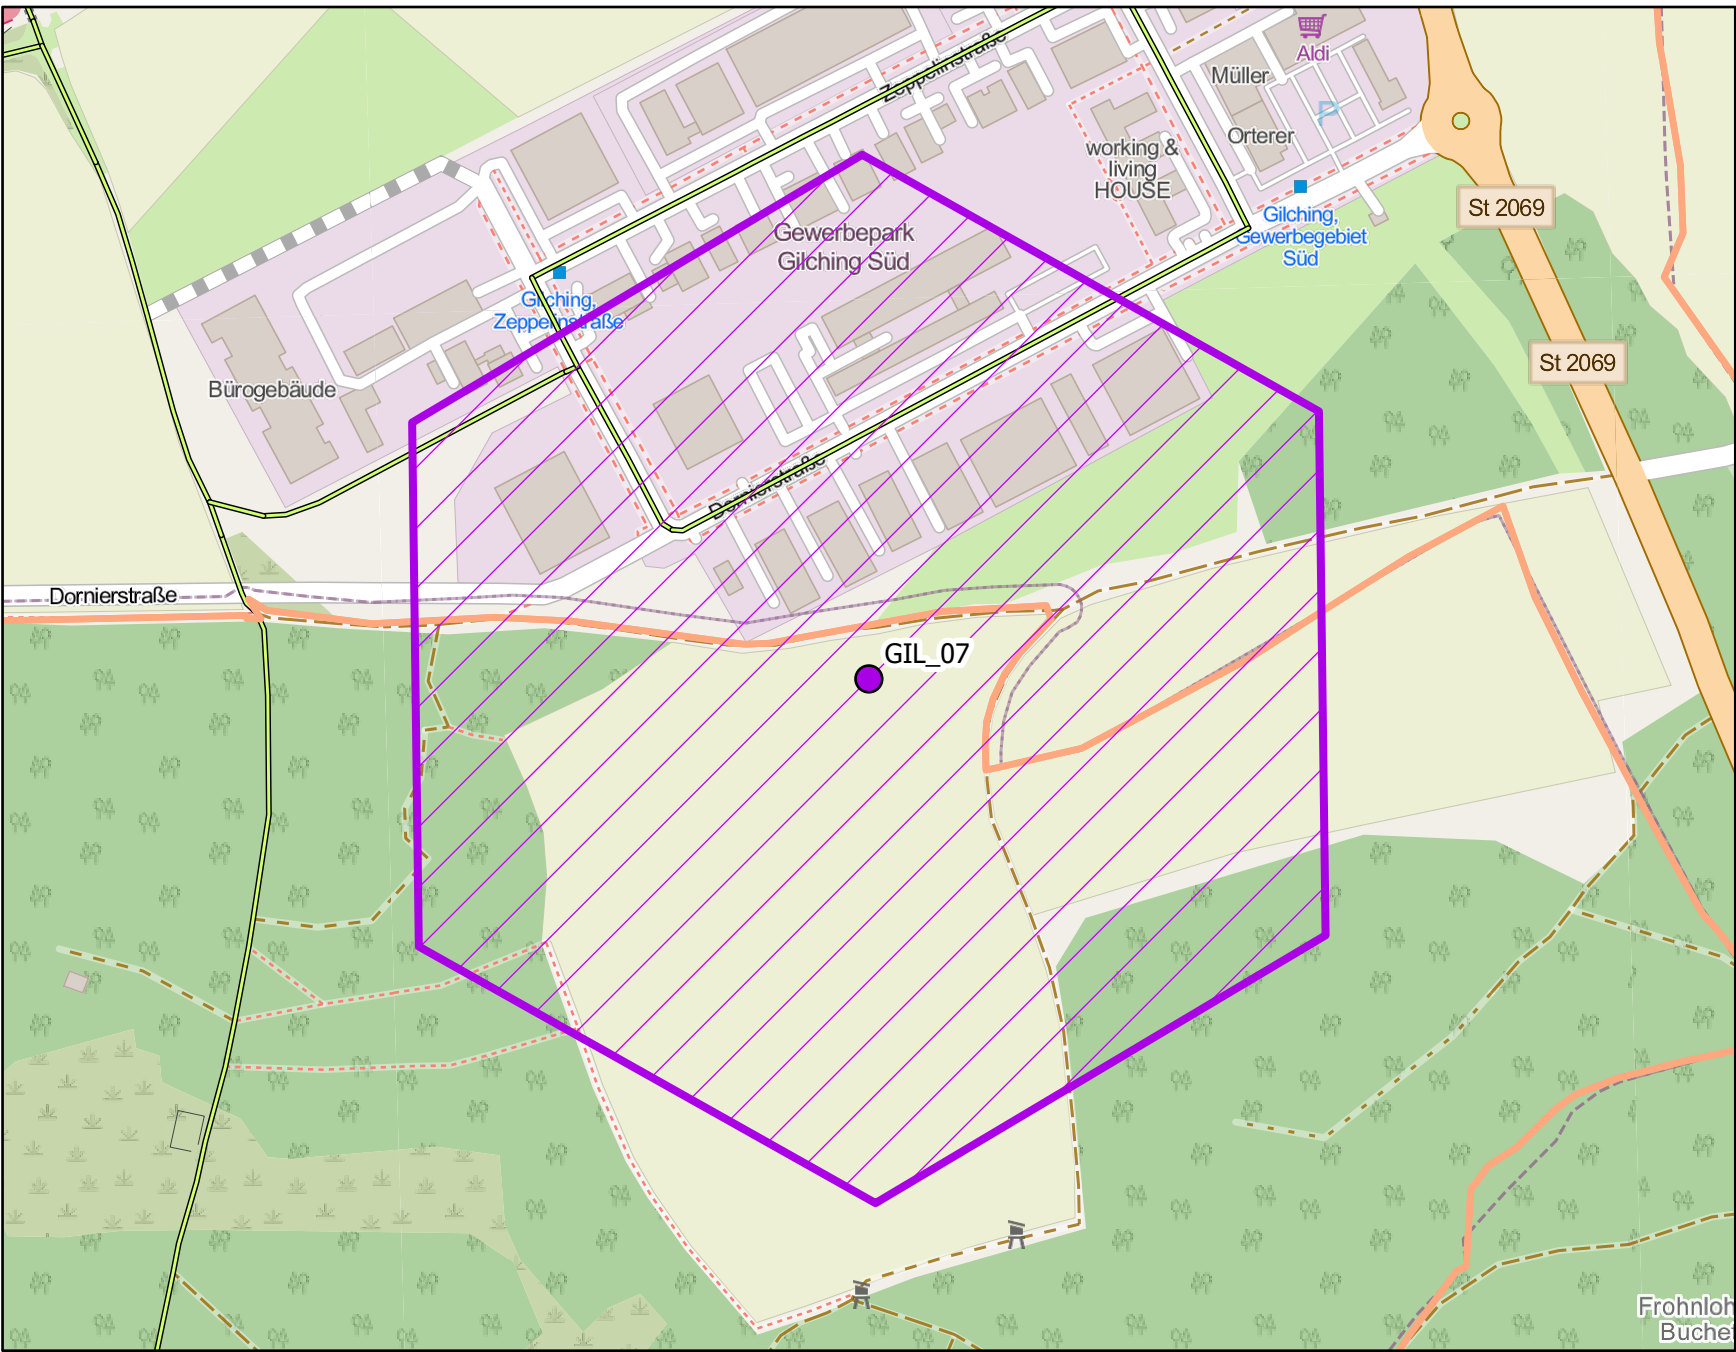 Zeppelinstraße
Aldi
Müller
P
Orterer
working &
living
HOUSE
St 2069
Gilching,
Gewerbegebiet
Süd
Gewerbepark
Gilching Süd
Gilching,
Zeppelinstraße
St 2069
Bürogebäude
Dornierstraße
Dornierstraße
GIL_07
Frohnloh
Buche